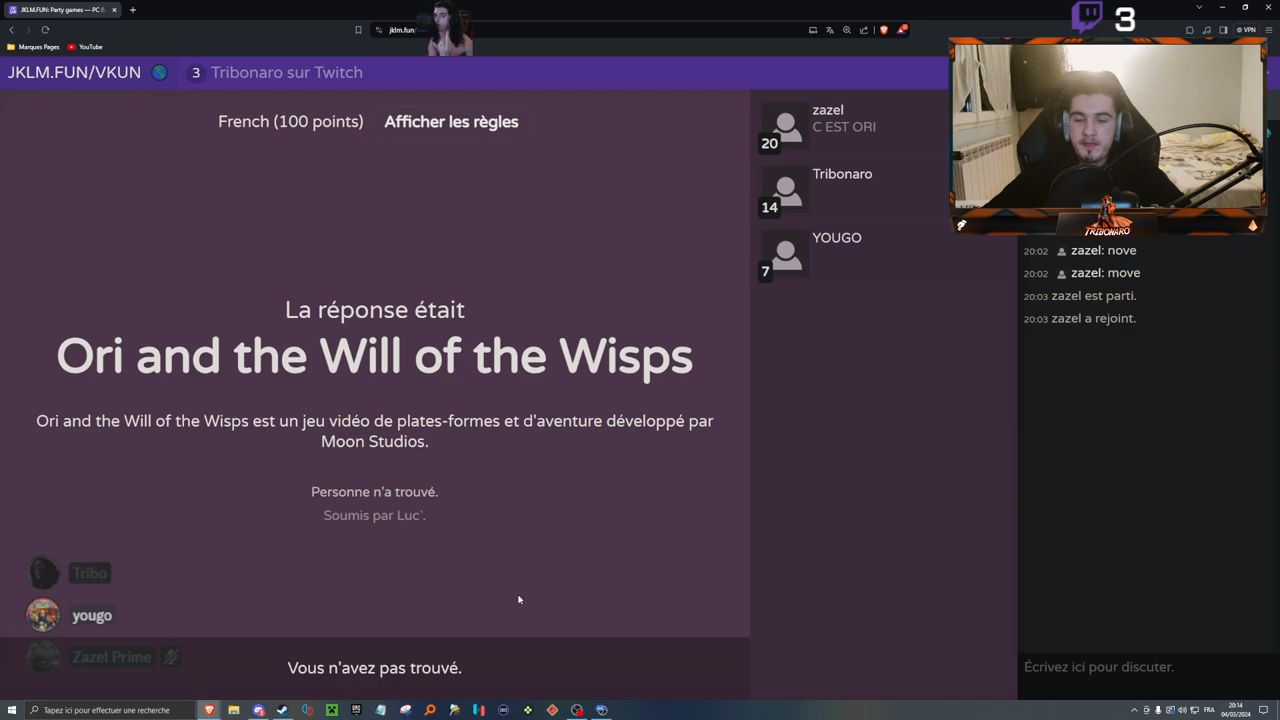 JKLM.FUN: Party games — PC &
jklm.fun/
VPN
3
Marques Pages
YouTube
JKLM.FUN/VKUN
3 Tribonaro sur Twitch
French (100 points) Afficher les règles
La réponse était
Ori and the Will of the Wisps
Ori and the Will of the Wisps est un jeu vidéo de plates-formes et d'aventure développé par
Moon Studios.
Personne n'a trouvé.
Soumis par Luc`.
Tribo
yougo
Zazel Prime
Vous n'avez pas trouvé.
zazel
C EST ORI
20
Tribonaro
14
YOUGO
7
TRIBONARO
20:02 zazel: nove
20:02 zazel: move
20:03 zazel est parti.
20:03 zazel a rejoint.
Écrivez ici pour discuter.
Tapez ici pour effectuer une recherche
FRA
20:14
04/03/2024